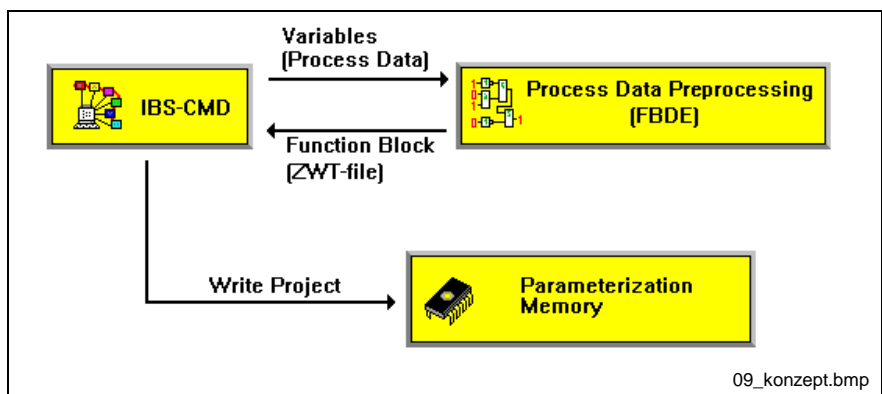 Variables
(Process Data)
IBS-CMD
Process Data Preprocessing
(FBDE)
Function Block
(ZWT-file)
Write Project
Parameterization
Memory
09_konzept.bmp